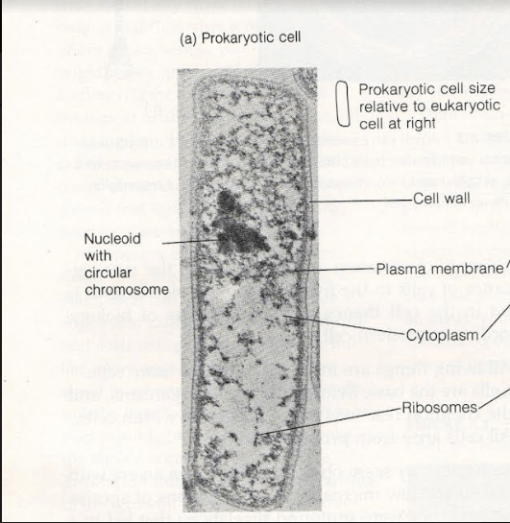 (a) Prokaryotic cell
Prokaryotic cell size
relative to eukaryotic
cell at right
Cell wall
Nucleoid
with
circular
chromosome
Plasma membrane
Cytoplasm
Ribosomes